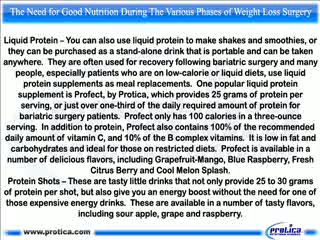 The Need for Good Nutrition During The Various Phases of Weight Loss Surgery
Liquid Protein – You can also use liquid protein to make shakes and smoothies, or
they can be purchased as a stand-alone drink that is portable and can be taken
anywhere.  They are often used for recovery following bariatric surgery and many
people, especially patients who are on low-calorie or liquid diets, use liquid
protein supplements as meal replacements.  One popular liquid protein
supplement is Profect, by Protica, which provides 25 grams of protein per
serving, or just over one-third of the daily required amount of protein for
bariatric surgery patients.  Profect only has 100 calories in a three-ounce
serving.  In addition to protein, Profect also contains 100% of the recommended
daily amount of vitamin C, and 10% of the B complex vitamins.  It is low in fat and
carbohydrates and ideal for those on restricted diets.  Profect is available in a
number of delicious flavors, including Grapefruit-Mango, Blue Raspberry, Fresh
Citrus Berry and Cool Melon Splash.
Protein Shots – These are tasty little drinks that not only provide 25 to 30 grams
of protein per shot, but also give you an energy boost without the need for one of
those expensive energy drinks.  These are available in a number of tasty flavors,
including sour apple, grape and raspberry.
www.protica.com
protica